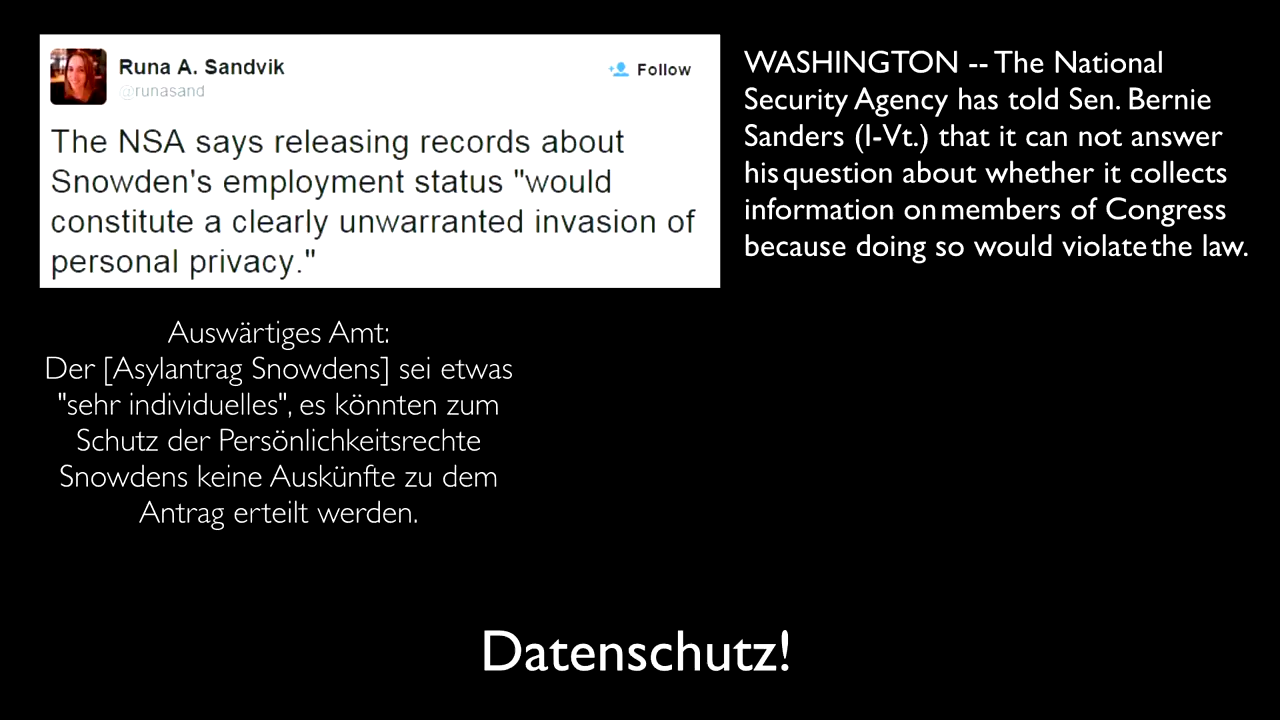 Runa A. Sandvik
@runasand
Follow
The NSA says releasing records about
Snowden's employment status "would
constitute a clearly unwarranted invasion of
personal privacy."
WASHINGTON -- The National
Security Agency has told Sen. Bernie
Sanders (I-Vt.) that it can not answer
his question about whether it collects
information on members of Congress
because doing so would violate the law.
Auswärtiges Amt:
Der [Asylantrag Snowdens] sei etwas
"sehr individuelles", es könnten zum
Schutz der Persönlichkeitsrechte
Snowdens keine Auskünfte zu dem
Antrag erteilt werden.
Datenschutz!